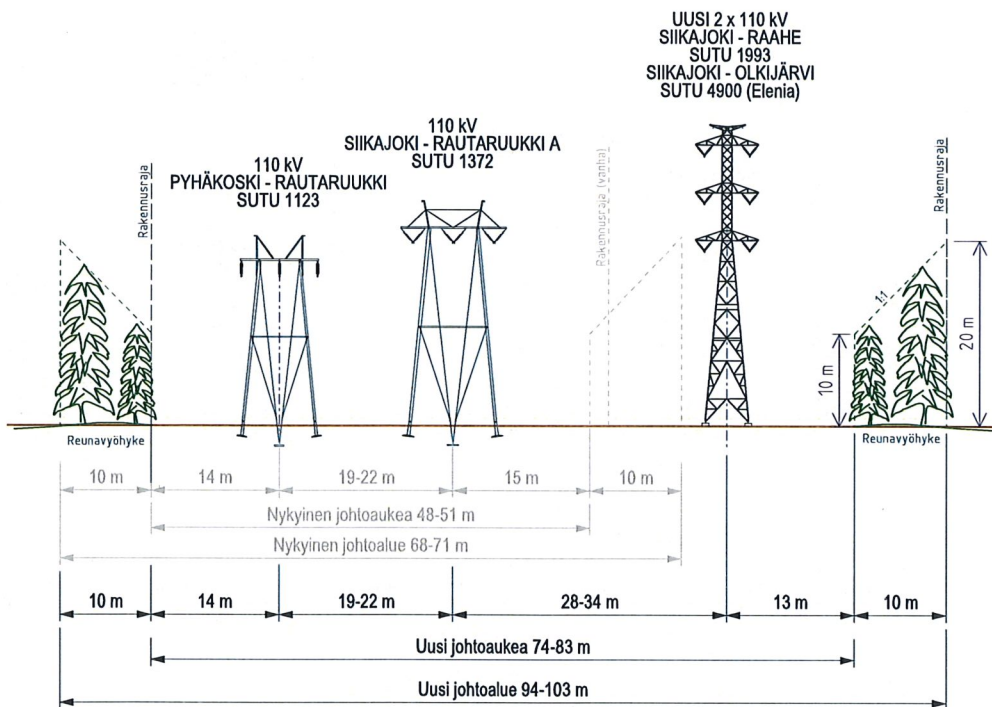 UUSI 2 x 110 kV
SIIKAJOKI - RAAHE
SUTU 1993
SIIKAJOKI - OLKIJÄRVI
SUTU 4900 (Elenia)
110 kV
SIIKAJOKI - RAUTARUUKKI A
SUTU 1372
110 kV
PYHÄKOSKI - RAUTARUUKKI
SUTU 1123
Rakennusraja
Rakennusraja (vanha)
Rakennusraja
1:1
10 m
20 m
Reunavyöhyke
Reunavyöhyke
10 m
14 m
19-22 m
15 m
10 m
Nykyinen johtoaukea 48-51 m
Nykyinen johtoalue 68-71 m
10 m
14 m
19-22 m
28-34 m
13 m
10 m
Uusi johtoaukea 74-83 m
Uusi johtoalue 94-103 m